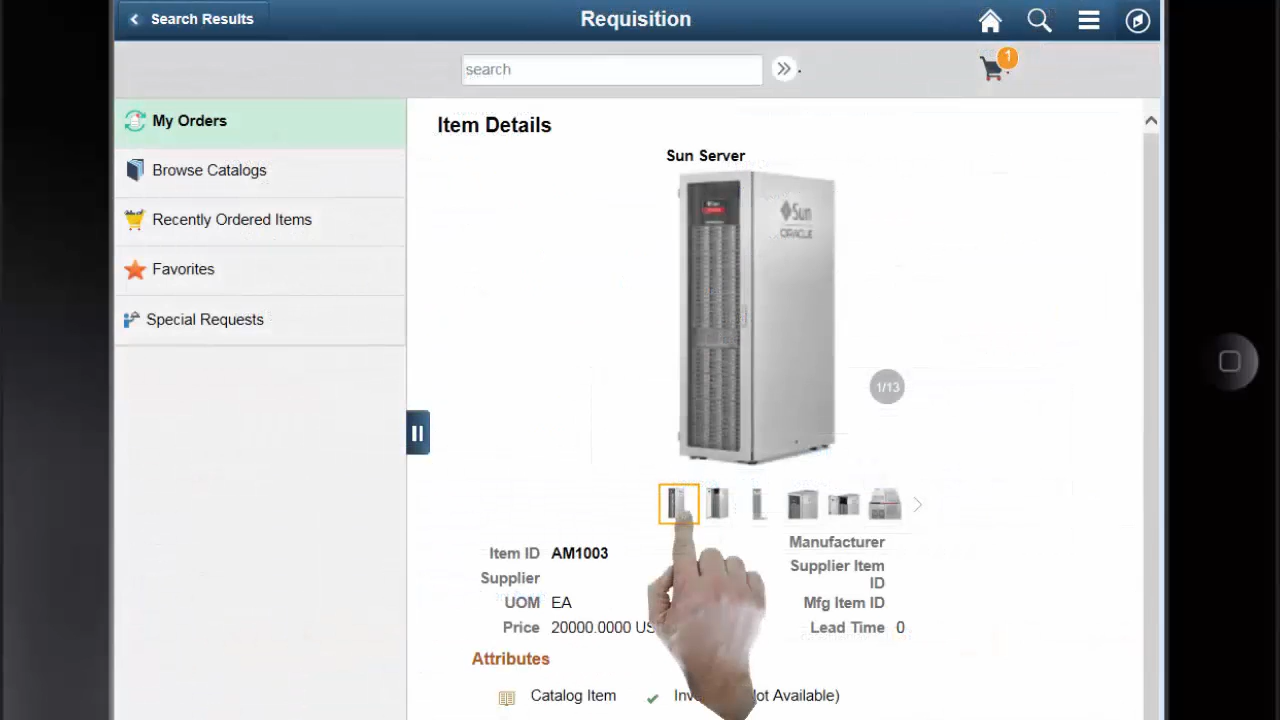 Search Results
Requisition
search
1
My Orders
Browse Catalogs
Recently Ordered Items
Favorites
Special Requests
Item Details
Sun Server
Sun
ORACLE
1/13
Item ID AM1003
Supplier
UOM EA
Price 20000.0000
Manufacturer
Supplier Item
ID
Mfg Item ID
Lead Time 0
Attributes
Catalog Item
Available)